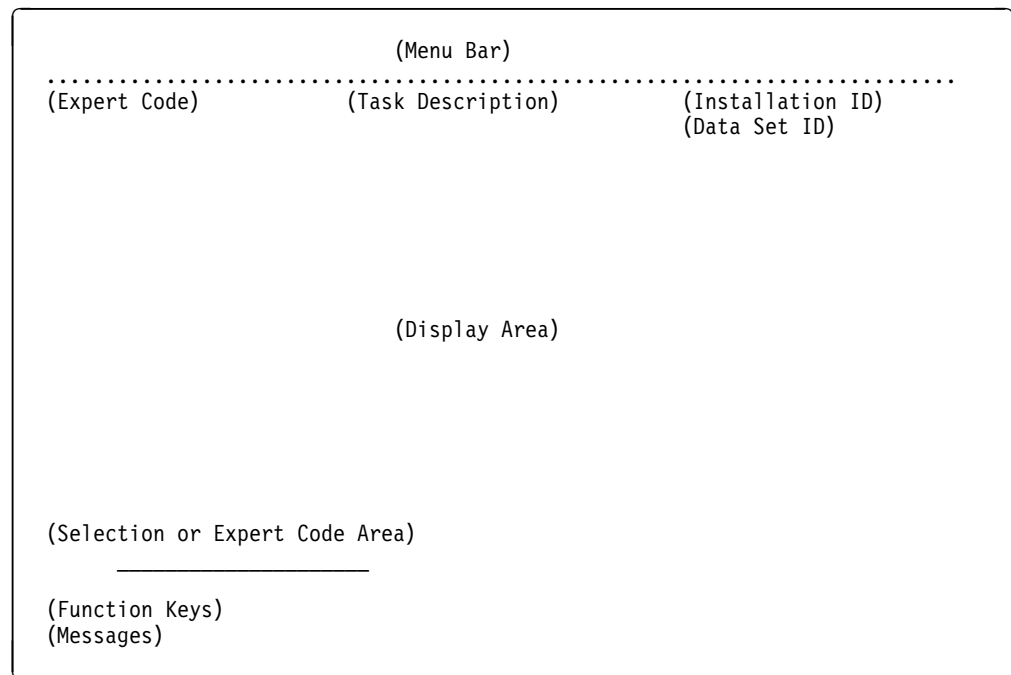 (Menu Bar)
............................................................................
(Expert Code) (Task Description) (Installation ID)
(Data Set ID)
(Display Area)
(Selection or Expert Code Area)
_____________________
(Function Keys)
(Messages)